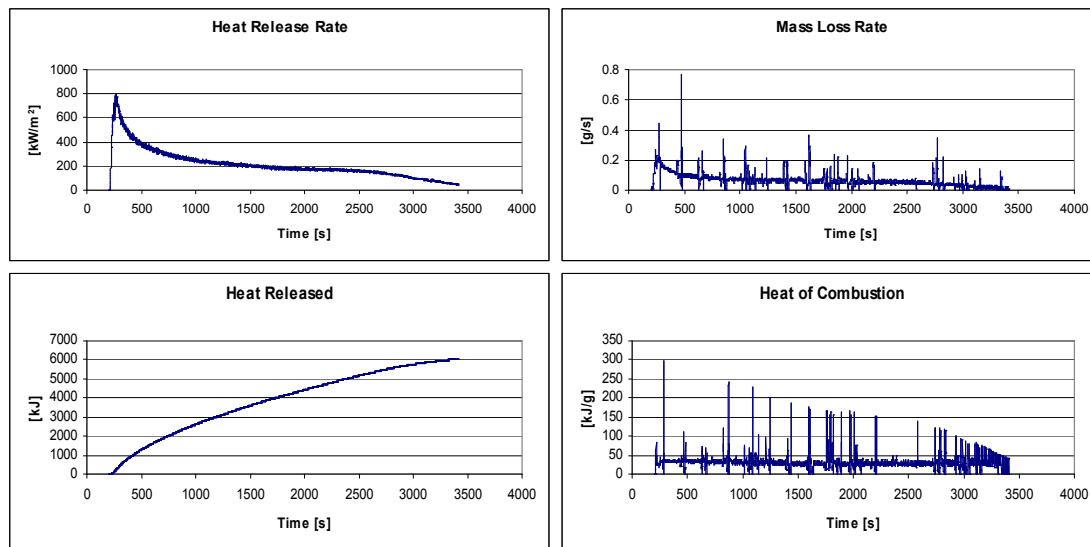 Heat Release Rate
[kW/m²]
1000
800
600
400
200
0
0 500 1000 1500 2000 2500 3000 3500 4000
Time [s]
Mass Loss Rate
[g/s]
0.8
0.6
0.4
0.2
0
0 500 1000 1500 2000 2500 3000 3500 4000
Time [s]
Heat Released
[kJ]
7000
6000
5000
4000
3000
2000
1000
0
0 500 1000 1500 2000 2500 3000 3500 4000
Time [s]
Heat of Combustion
[kJ/g]
350
300
250
200
150
100
50
0
0 500 1000 1500 2000 2500 3000 3500 4000
Time [s]